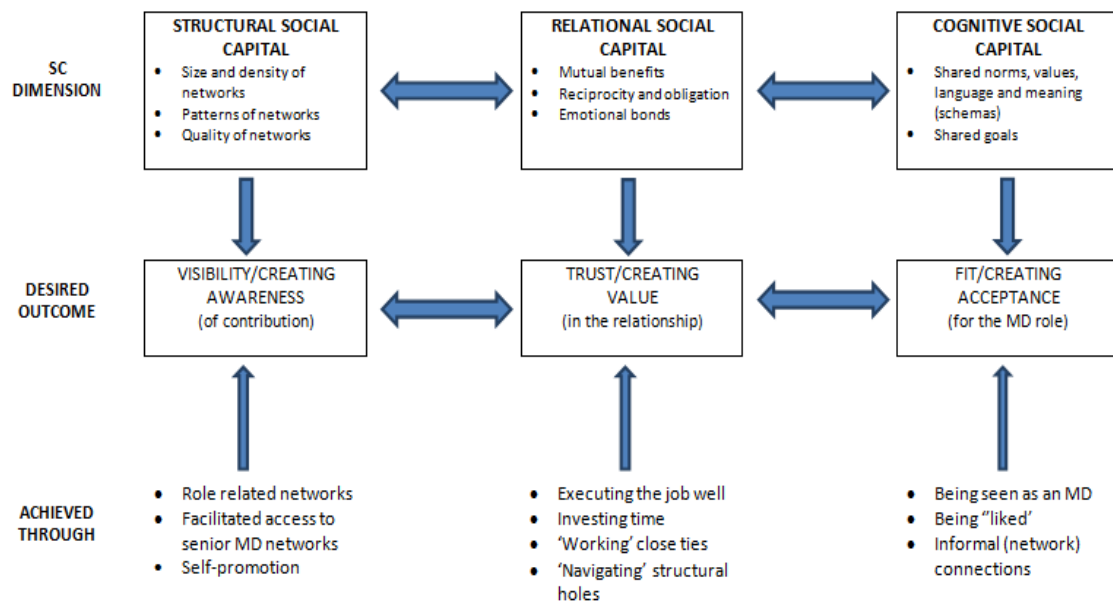 SC
DIMENSION
STRUCTURAL SOCIAL
CAPITAL
• Size and density of
networks
• Patterns of networks
• Quality of networks
RELATIONAL SOCIAL
CAPITAL
• Mutual benefits
• Reciprocity and obligation
• Emotional bonds
COGNITIVE SOCIAL
CAPITAL
• Shared norms, values,
language and meaning
(schemas)
• Shared goals
DESIRED
OUTCOME
VISIBILITY/CREATING
AWARENESS
(of contribution)
TRUST/CREATING
VALUE
(in the relationship)
FIT/CREATING
ACCEPTANCE
(for the MD role)
ACHIEVED
THROUGH
• Role related networks
• Facilitated access to
senior MD networks
• Self-promotion
• Executing the job well
• Investing time
• ‘Working’ close ties
• ‘Navigating’ structural
holes
• Being seen as an MD
• Being “liked’
• Informal (network)
connections